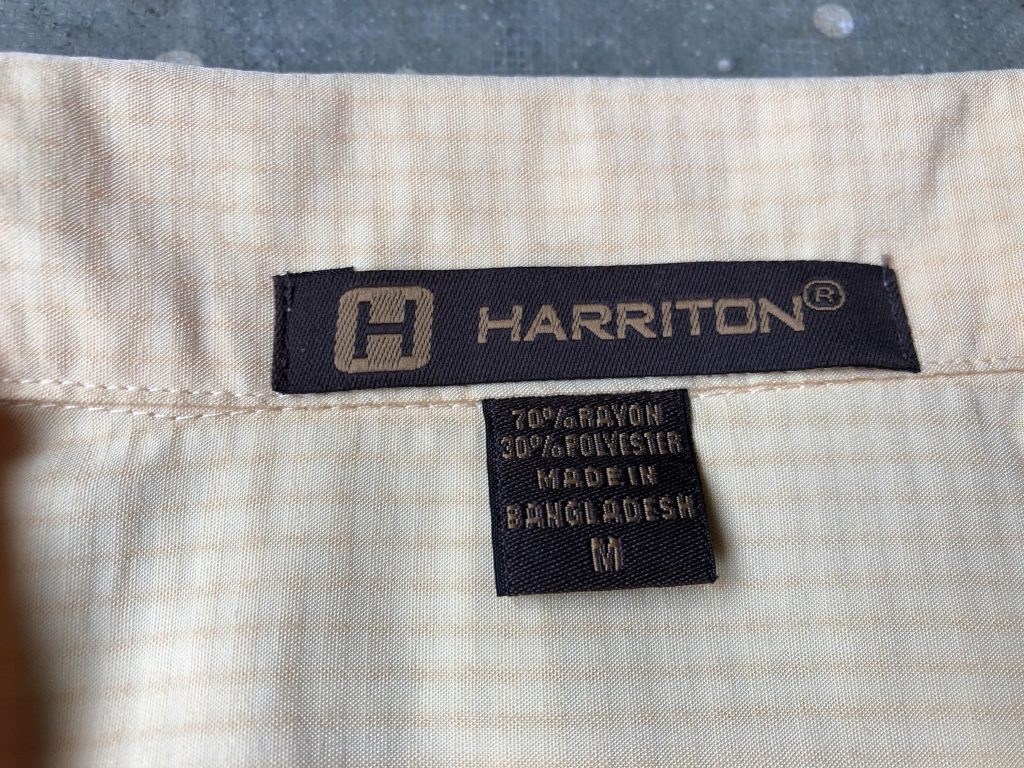 H HARRITON®
70% RAYON
30% POLYESTER
MADE IN
BANGLADESH
M